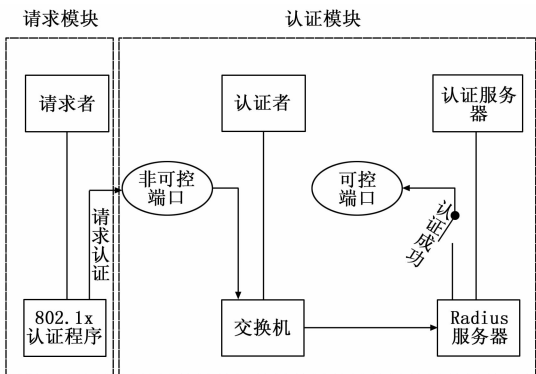 请求模块
认证模块
请求者
认证者
认证服务
器
非可控
端口
可控
端口
请求认证
认证成功
802.1x
认证程序
交换机
Radius
服务器